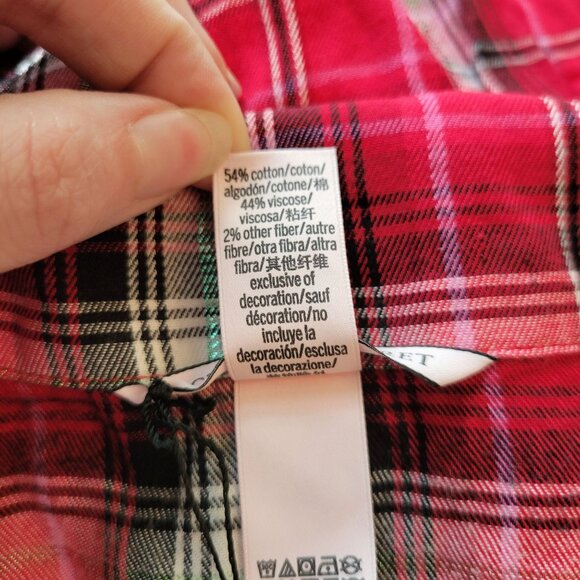 54% cotton/coton/
algodón/cotone/棉
44% viscose/
viscosa/粘纤
2% other fiber/autre
fibre/otra fibra/altra
fibra/其他纤维
exclusive of
decoration/sauf
décoration/no
incluye la
decoración/esclusa
la decorazione/